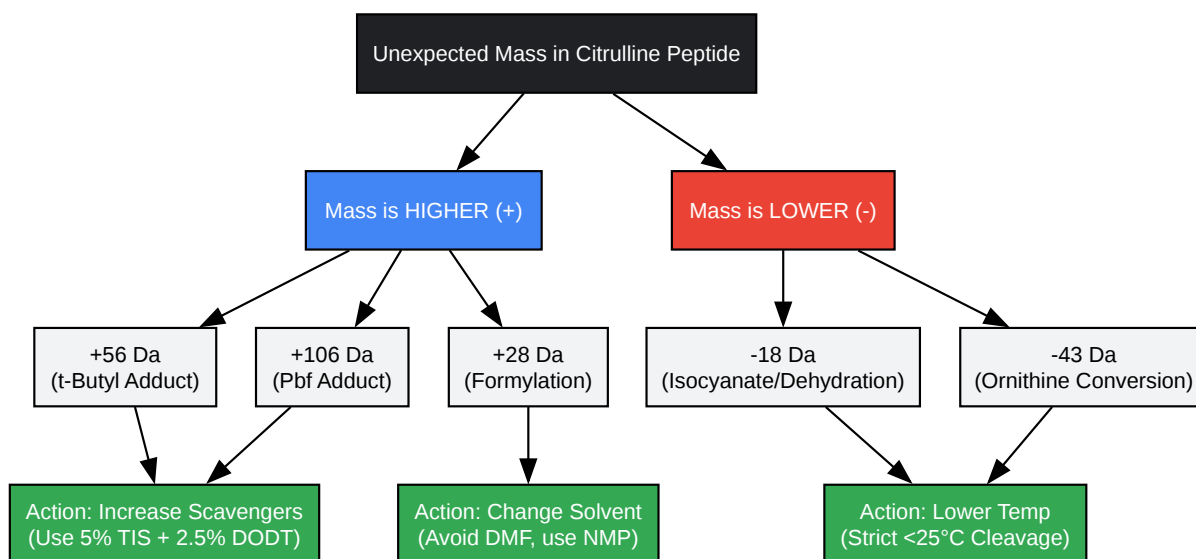 Unexpected Mass in Citrulline Peptide
Mass is HIGHER (+)
Mass is LOWER (-)
+56 Da
(t-Butyl Adduct)
+106 Da
(Pbf Adduct)
+28 Da
(Formylation)
-18 Da
(Isocyanate/Dehydration)
-43 Da
(Ornithine Conversion)
Action: Increase Scavengers
(Use 5% TIS + 2.5% DODT)
Action: Change Solvent
(Avoid DMF, use NMP)
Action: Lower Temp
(Strict <25°C Cleavage)